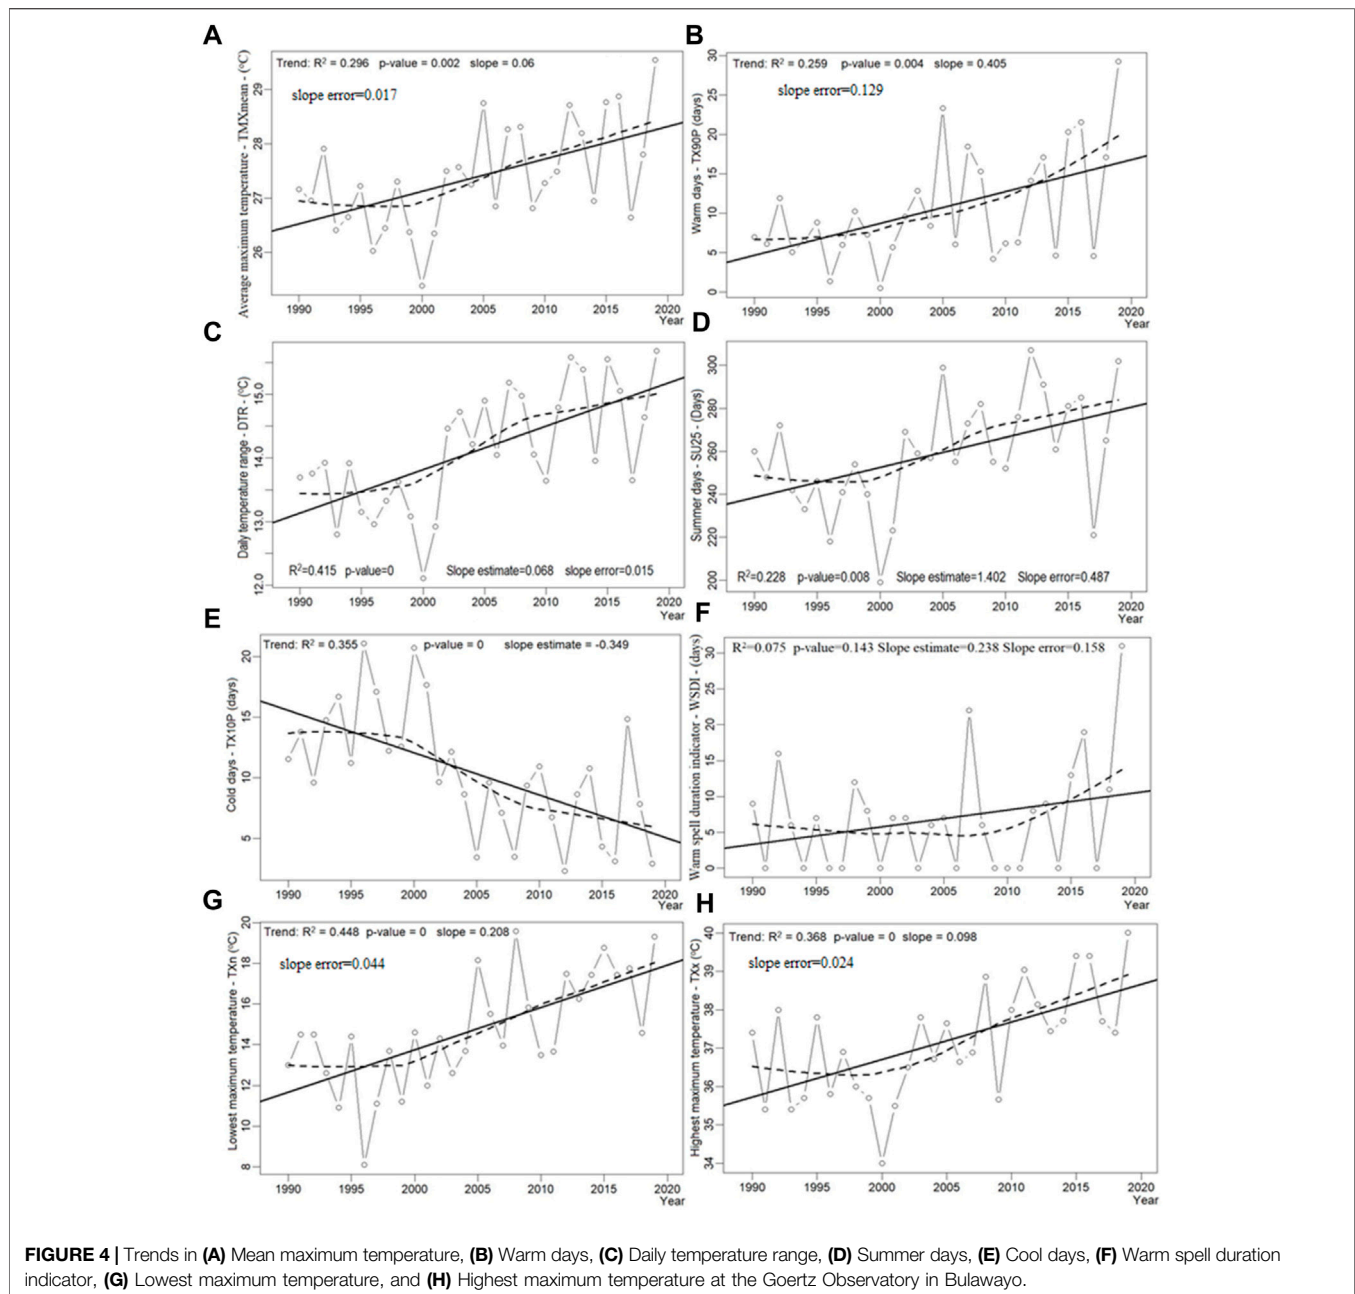 A
Average maximum temperature - TMXmean - (°C)
Trend: R² = 0.296 p-value = 0.002 slope = 0.06
slope error=0.017
29
28
27
26
1990 1995 2000 2005 2010 2015 2020
Year
B
Warm days - TX90P (days)
Trend: R² = 0.259 p-value = 0.004 slope = 0.405
slope error=0.129
30
25
20
15
10
5
0
1990 1995 2000 2005 2010 2015 2020
Year
C
Daily temperature range - DTR - (°C)
15.0
14.0
13.0
12.0
R²=0.415 p-value=0 Slope estimate=0.068 slope error=0.015
1990 1995 2000 2005 2010 2015 2020
Year
D
Summer days - SU25 - (Days)
300
280
260
240
220
200
R²=0.228 p-value=0.008 Slope estimate=1.402 Slope error=0.487
1990 1995 2000 2005 2010 2015 2020
Year
E
Cold days - TX10P (days)
Trend: R² = 0.355 p-value = 0 slope estimate = -0.349
20
15
10
5
1990 1995 2000 2005 2010 2015 2020
Year
F
Warm spell duration indicator - WSDI - (days)
R²=0.075 p-value=0.143 Slope estimate=0.238 Slope error=0.158
30
25
20
15
10
5
0
1990 1995 2000 2005 2010 2015 2020
Year
G
Lowest maximum temperature - TXn (°C)
Trend: R² = 0.448 p-value = 0 slope = 0.208
slope error=0.044
20
18
16
14
12
10
8
1990 1995 2000 2005 2010 2015 2020
Year
H
Highest maximum temperature - TXx (°C)
Trend: R² = 0.368 p-value = 0 slope = 0.098
slope error=0.024
40
39
38
37
36
35
34
1990 1995 2000 2005 2010 2015 2020
Year
FIGURE 4 | Trends in (A) Mean maximum temperature, (B) Warm days, (C) Daily temperature range, (D) Summer days, (E) Cool days, (F) Warm spell duration
indicator, (G) Lowest maximum temperature, and (H) Highest maximum temperature at the Goertz Observatory in Bulawayo.